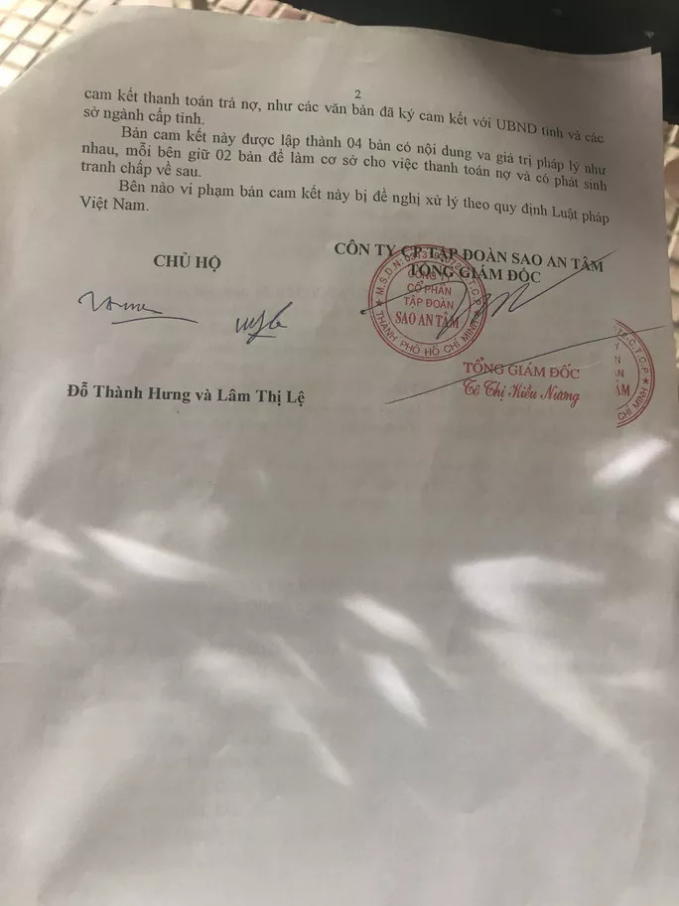 2
cam kết thanh toán trả nợ, như các văn bản đã ký cam kết với UBND tỉnh và các
sở ngành cấp tỉnh.
Bản cam kết này được lập thành 04 bản có nội dung va giá trị pháp lý như
nhau, mỗi bên giữ 02 bản để làm cơ sở cho việc thanh toán nợ và có phát sinh
tranh chấp về sau.
Bên nào vi phạm bản cam kết này bị đề nghị xử lý theo quy định Luật pháp
Việt Nam.
CHỦ HỘ
CÔNG TY CP TẬP ĐOÀN SAO AN TÂM
TỔNG GIÁM ĐỐC
CÔNG TY
CỔ PHẦN
TẬP ĐOÀN
SAO AN TÂM
THÀNH PHỐ HỒ CHÍ MINH
TỔNG GIÁM ĐỐC
Tô Thị Kiều Nương
Đỗ Thành Hưng và Lâm Thị Lệ